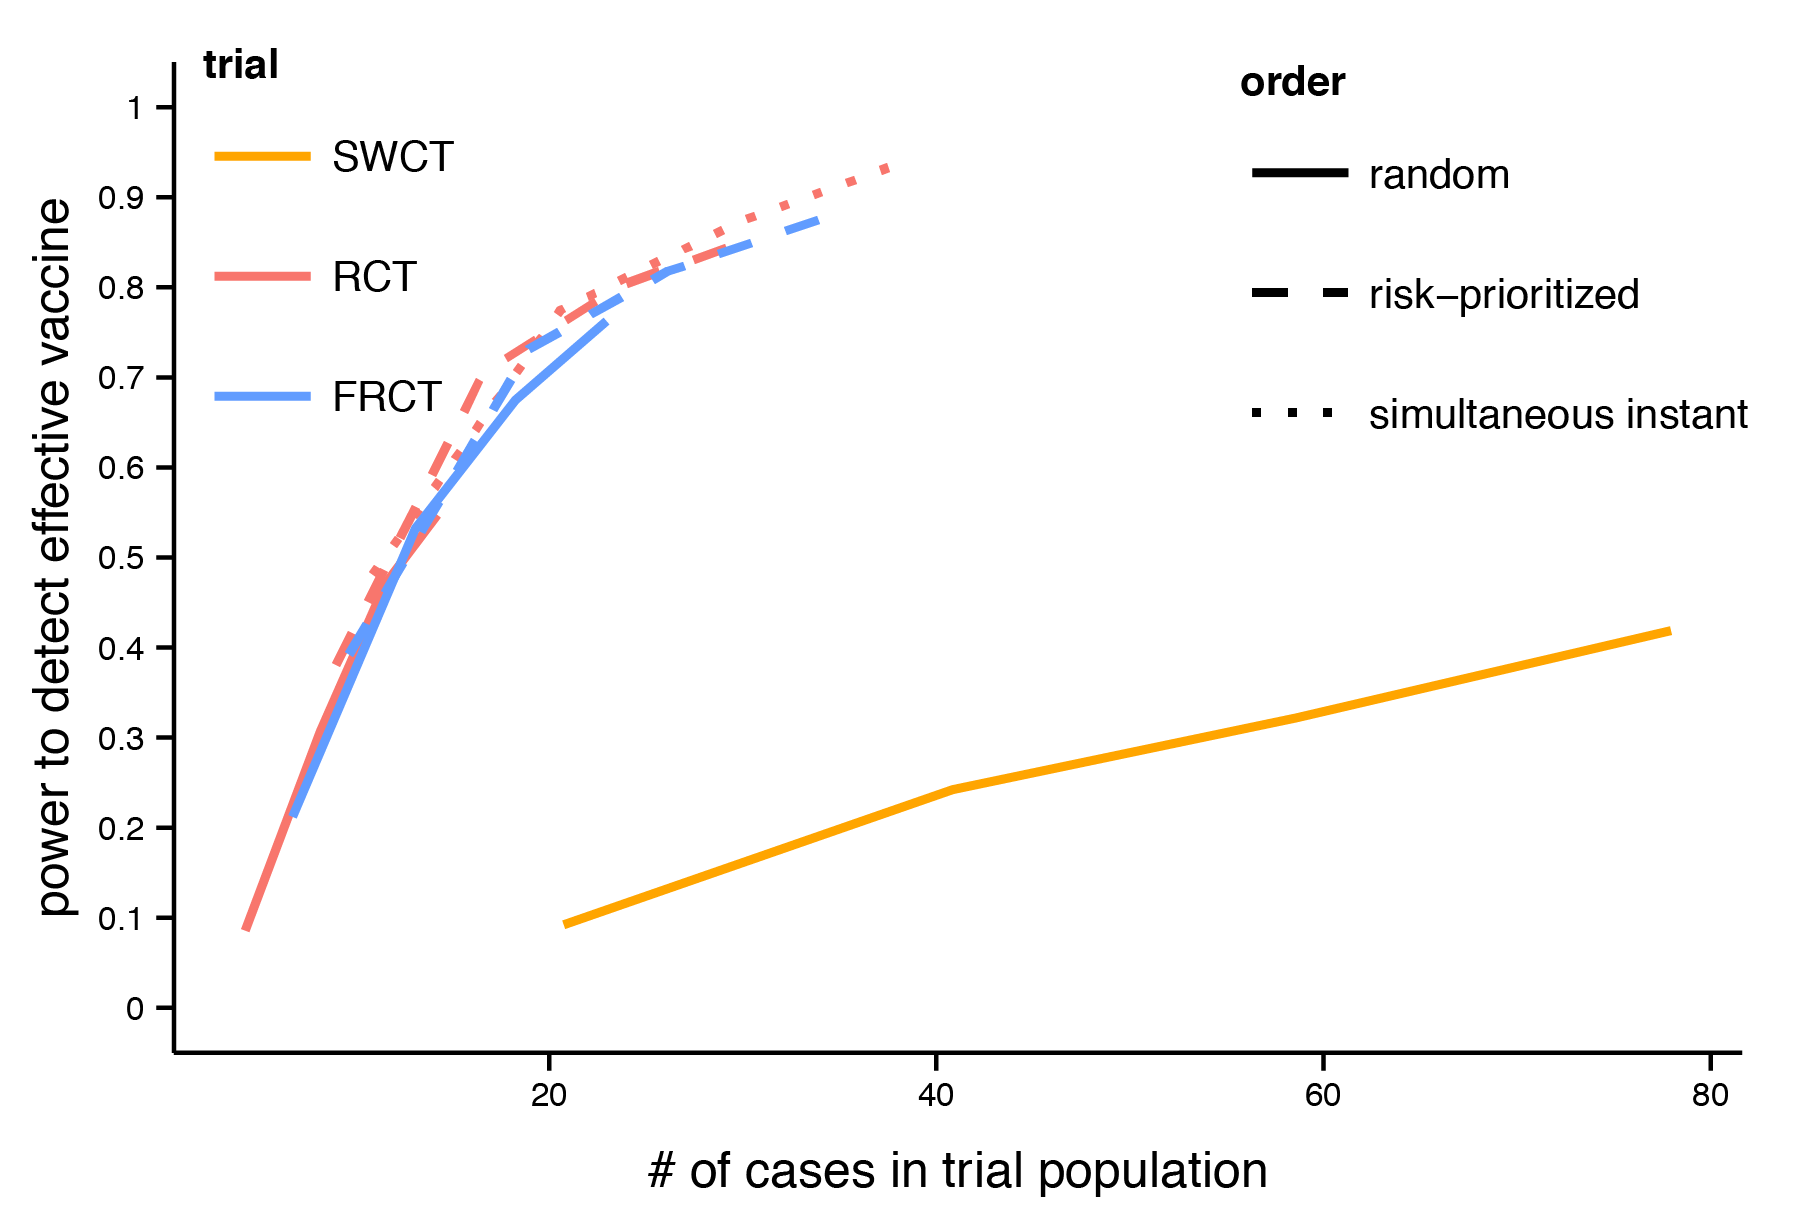 trial
SWCT
RCT
FRCT
order
random
risk–prioritized
simultaneous instant
power to detect effective vaccine
1
0.9
0.8
0.7
0.6
0.5
0.4
0.3
0.2
0.1
0
20 40 60 80
# of cases in trial population